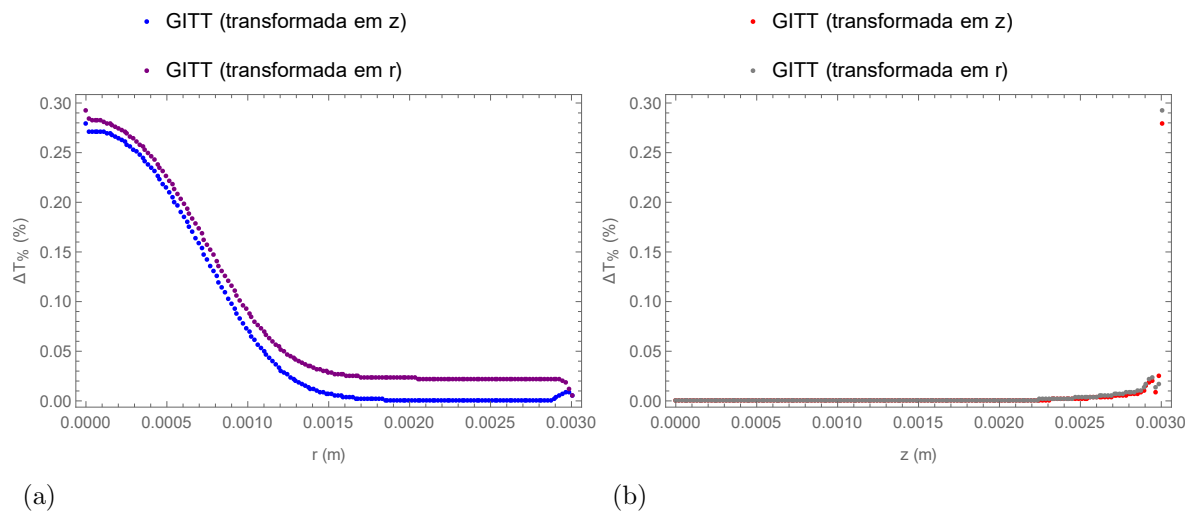 GITT (transformada em z)
GITT (transformada em r)
0.30
0.25
0.20
0.15
0.10
0.05
0.00
ΔT% (%)
0.0000 0.0005 0.0010 0.0015 0.0020 0.0025 0.0030
r (m)
(a)
GITT (transformada em z)
GITT (transformada em r)
0.30
0.25
0.20
0.15
0.10
0.05
0.00
ΔT% (%)
0.0000 0.0005 0.0010 0.0015 0.0020 0.0025 0.0030
z (m)
(b)